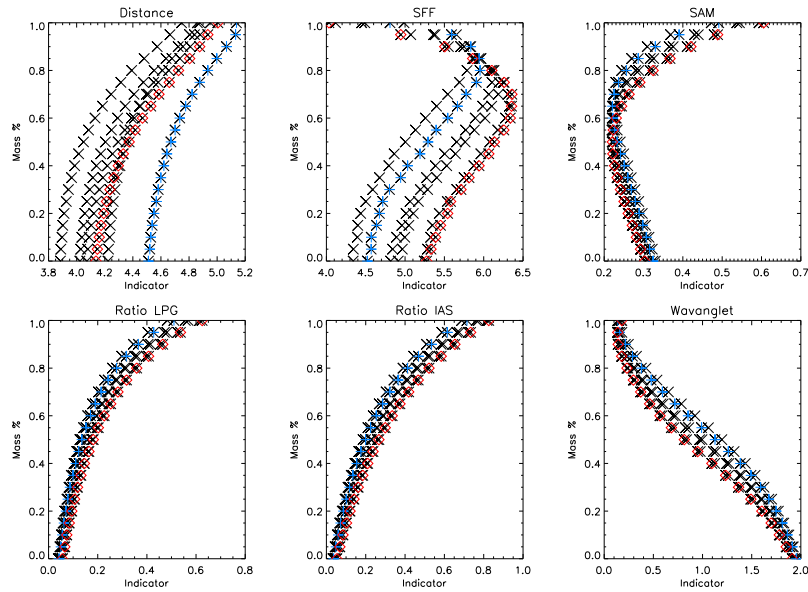 Distance
SFF
SAM
1.0
0.8
0.6
0.4
0.2
0.0
Mass %
3.8 4.0 4.2 4.4 4.6 4.8 5.0 5.2
Indicator
1.0
0.8
0.6
0.4
0.2
0.0
Mass %
4.0 4.5 5.0 5.5 6.0 6.5
Indicator
1.0
0.8
0.6
0.4
0.2
0.0
Mass %
0.2 0.3 0.4 0.5 0.6 0.7
Indicator
Ratio LPG
Ratio IAS
Wavanglet
1.0
0.8
0.6
0.4
0.2
0.0
Mass %
0.0 0.2 0.4 0.6 0.8
Indicator
1.0
0.8
0.6
0.4
0.2
0.0
Mass %
0.0 0.2 0.4 0.6 0.8 1.0
Indicator
1.0
0.8
0.6
0.4
0.2
0.0
Mass %
0.0 0.5 1.0 1.5 2.0
Indicator